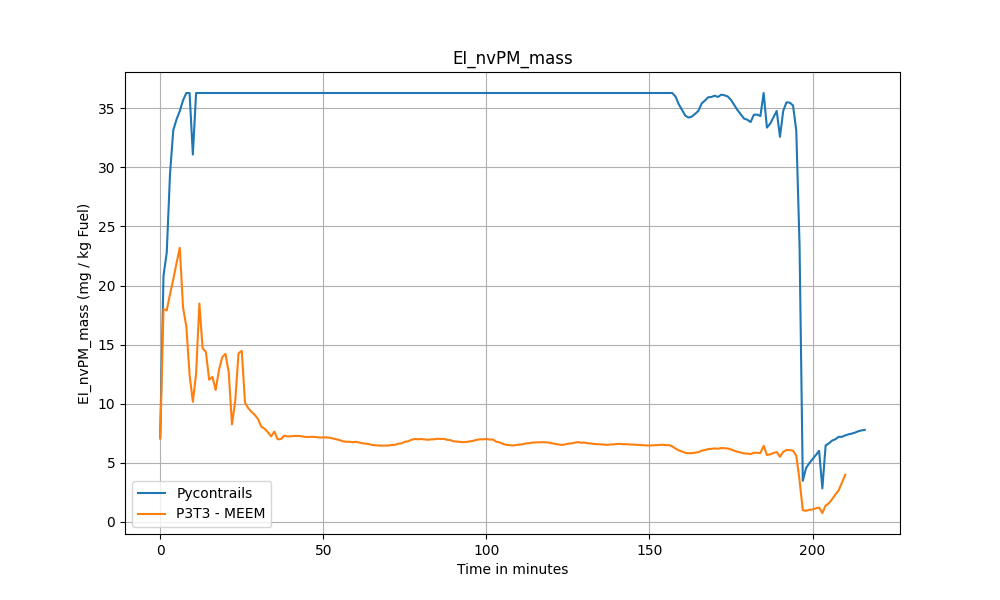 EI_nvPM_mass
EI_nvPM_mass (mg / kg Fuel)
35
30
25
20
15
10
5
0
Pycontrails
P3T3 - MEEM
0 50 100 150 200
Time in minutes